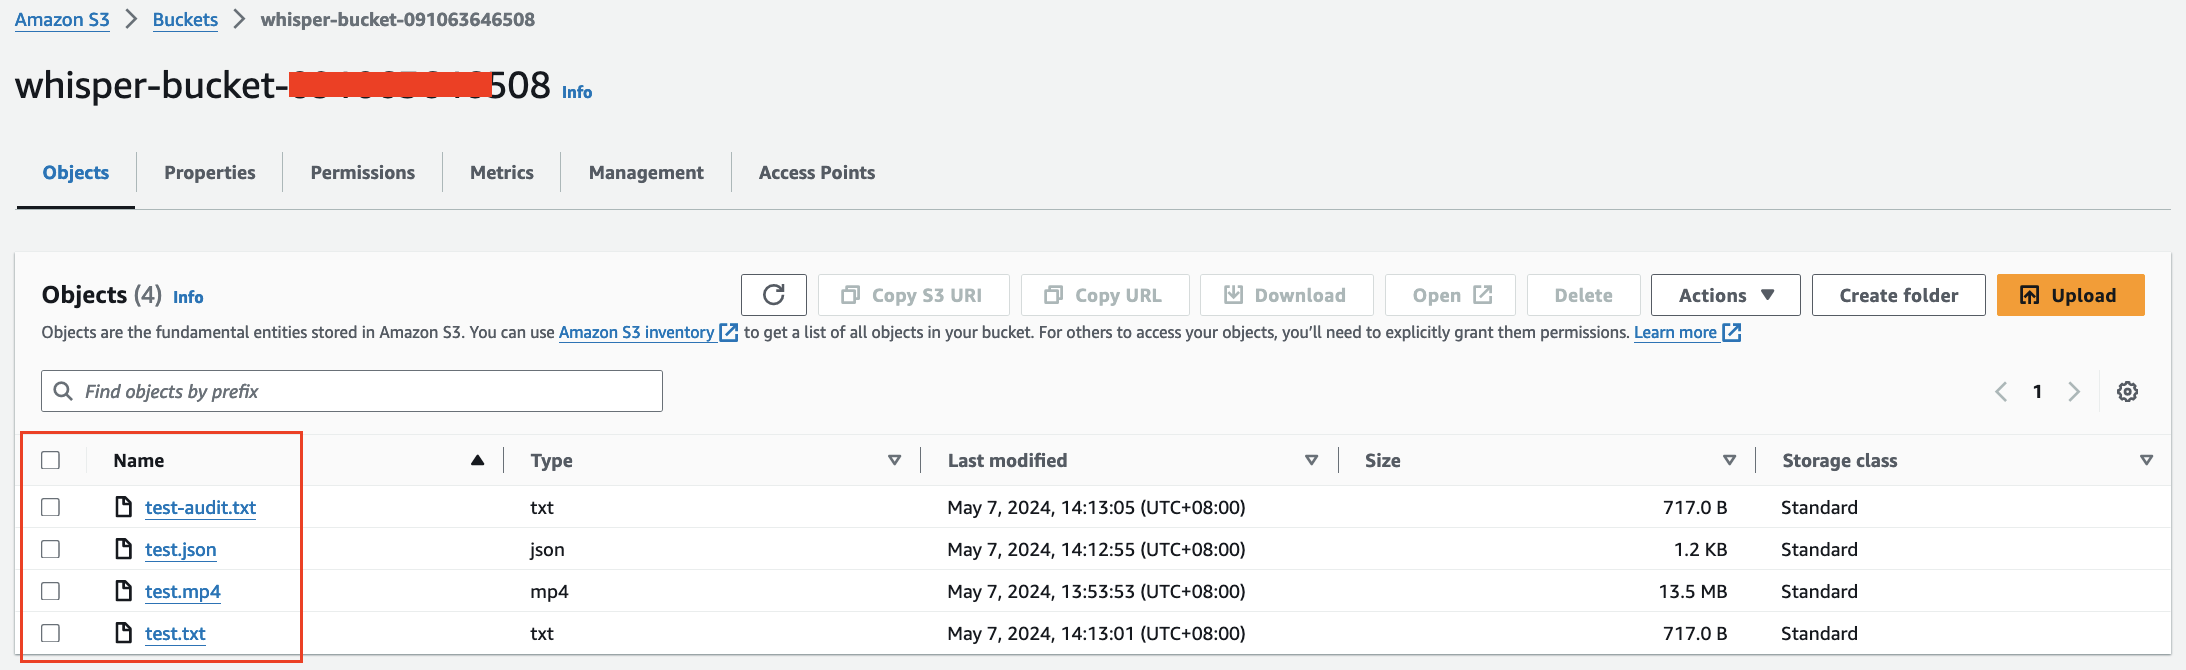 Amazon S3 > Buckets > whisper-bucket-091063646508
whisper-bucket-508 Info
Objects Properties Permissions Metrics Management Access Points
Objects (4) Info Copy S3 URI Copy URL Download Open Delete Actions Create folder Upload
Objects are the fundamental entities stored in Amazon S3. You can use Amazon S3 inventory to get a list of all objects in your bucket. For others to access your objects, you'll need to explicitly grant them permissions. Learn more
Find objects by prefix 1
Name Type Last modified Size Storage class
test-audit.txt txt May 7, 2024, 14:13:05 (UTC+08:00) 717.0 B Standard
test.json json May 7, 2024, 14:12:55 (UTC+08:00) 1.2 KB Standard
test.mp4 mp4 May 7, 2024, 13:53:53 (UTC+08:00) 13.5 MB Standard
test.txt txt May 7, 2024, 14:13:01 (UTC+08:00) 717.0 B Standard